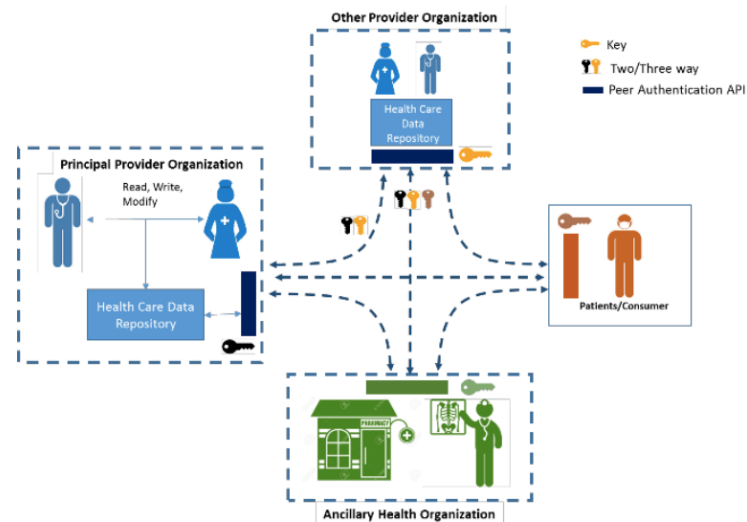 Other Provider Organization
Key
Two/Three way
Peer Authentication API
Health Care
Data
Repository
Principal Provider Organization
Read, Write,
Modify
Health Care Data
Repository
Patients/Consumer
PHARMACY
Ancillary Health Organization